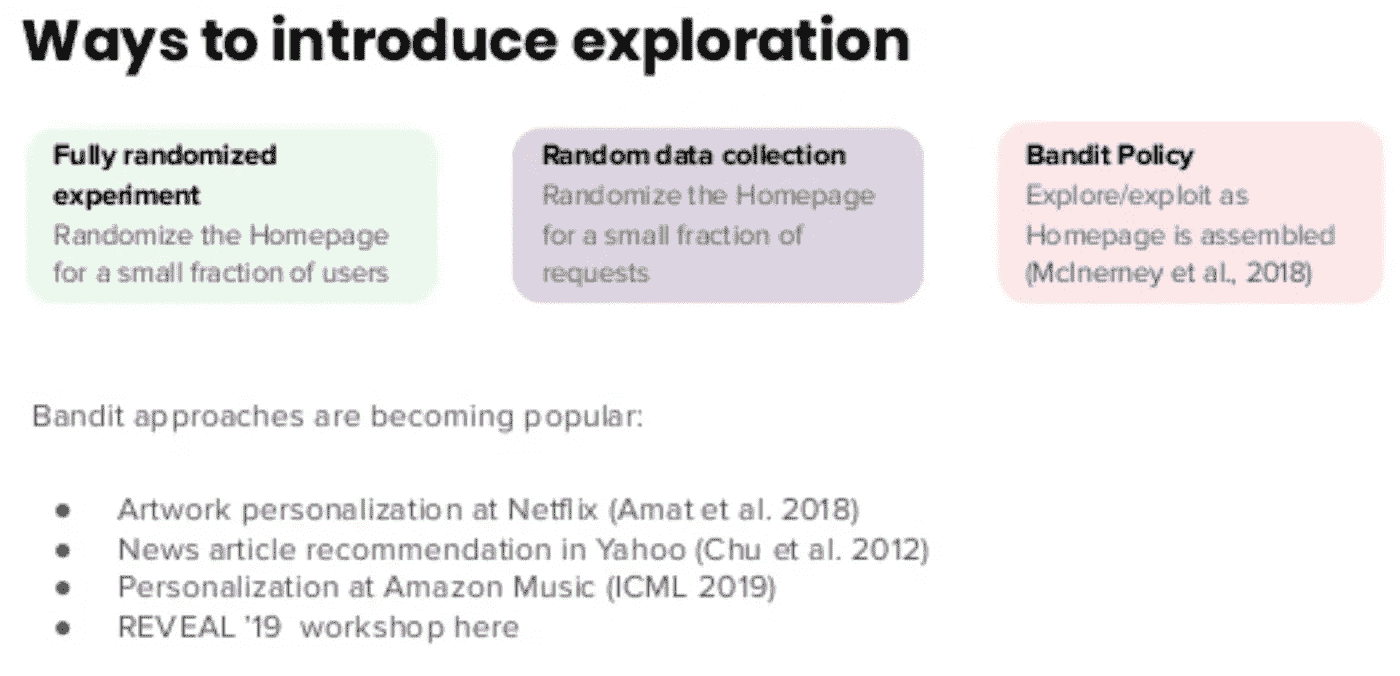 Ways to introduce exploration
Fully randomized
experiment
Randomize the Homepage
for a small fraction of users
Random data collection
Randomize the Homepage
for a small fraction of
requests
Bandit Policy
Explore/exploit as
Homepage is assembled
(McInerney et al., 2018)
Bandit approaches are becoming popular:
● Artwork personalization at Netflix (Amat et al. 2018)
● News article recommendation in Yahoo (Chu et al. 2012)
● Personalization at Amazon Music (ICML 2019)
● REVEAL '19 workshop here